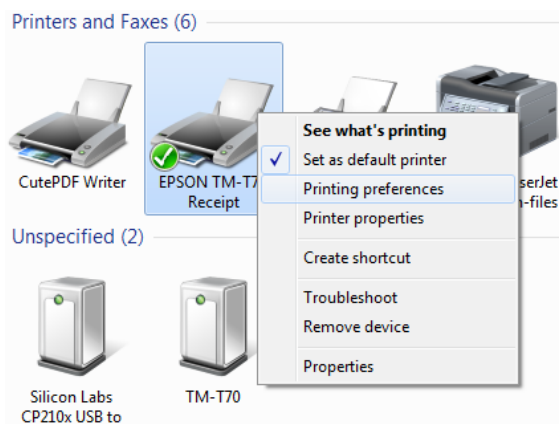 Printers and Faxes (6)
CutePDF Writer
EPSON TM-T7
Receipt
serJet
n-files
See what's printing
Set as default printer
Printing preferences
Printer properties
Create shortcut
Troubleshoot
Remove device
Properties
Unspecified (2)
Silicon Labs
CP210x USB to
TM-T70